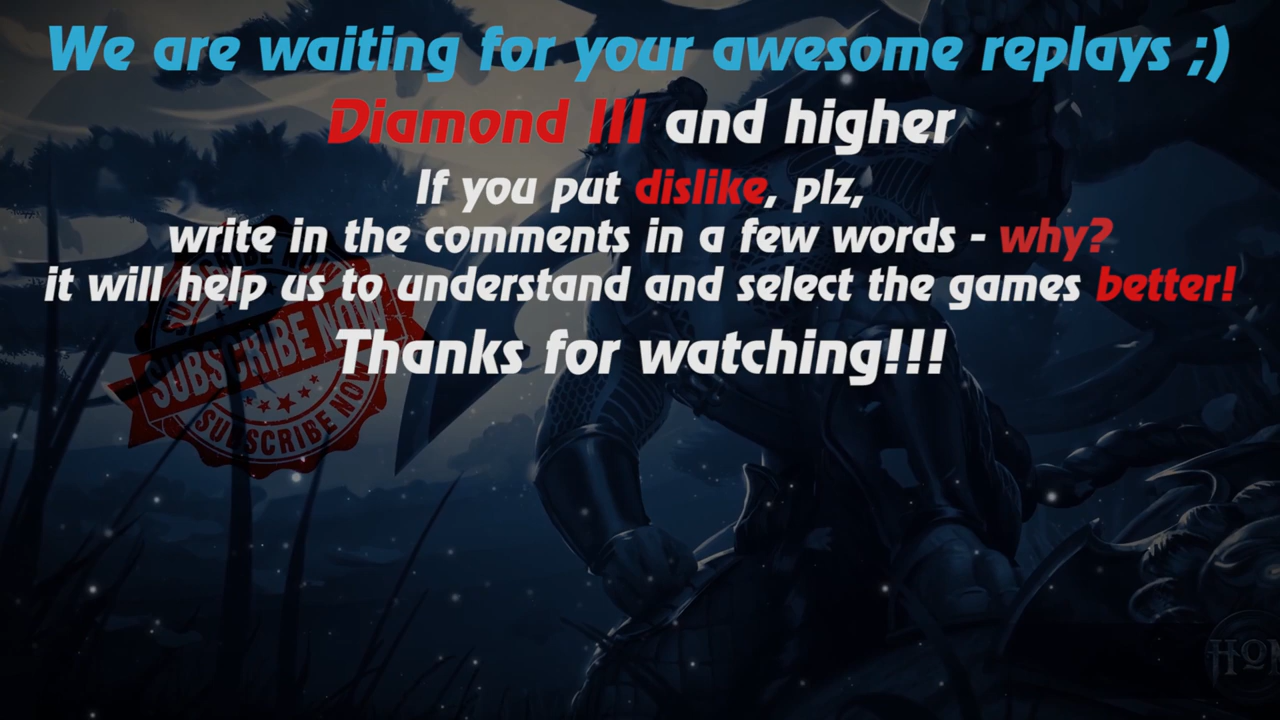 We are waiting for your awesome replays ;)
Diamond III and higher
If you put dislike, plz,
write in the comments in a few words - why?
it will help us to understand and select the games better!
Thanks for watching!!!
SUBSCRIBE NOW
SUBSCRIBE NOW
SUBSCRIBE NOW